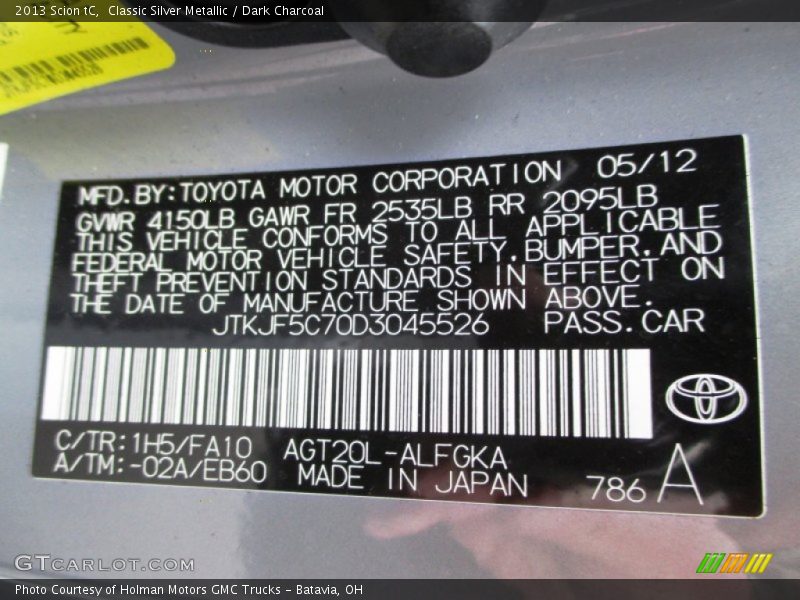 2013 Scion tC,  Classic Silver Metallic / Dark Charcoal
MFD. BY: TOYOTA MOTOR CORPORATION 05/12
GVWR 4150LB GAWR FR 2535LB RR 2095LB
THIS VEHICLE CONFORMS TO ALL APPLICABLE
FEDERAL MOTOR VEHICLE SAFETY, BUMPER, AND
THEFT PREVENTION STANDARDS IN EFFECT ON
THE DATE OF MANUFACTURE SHOWN ABOVE.
JTKJF5C70D3045526 PASS. CAR
C/TR: 1H5/FA10 AGT20L-ALFGKA
A/TM: -02A/EB60 MADE IN JAPAN 786 A
GTCARLOT.COM
Photo Courtesy of Holman Motors GMC Trucks - Batavia, OH